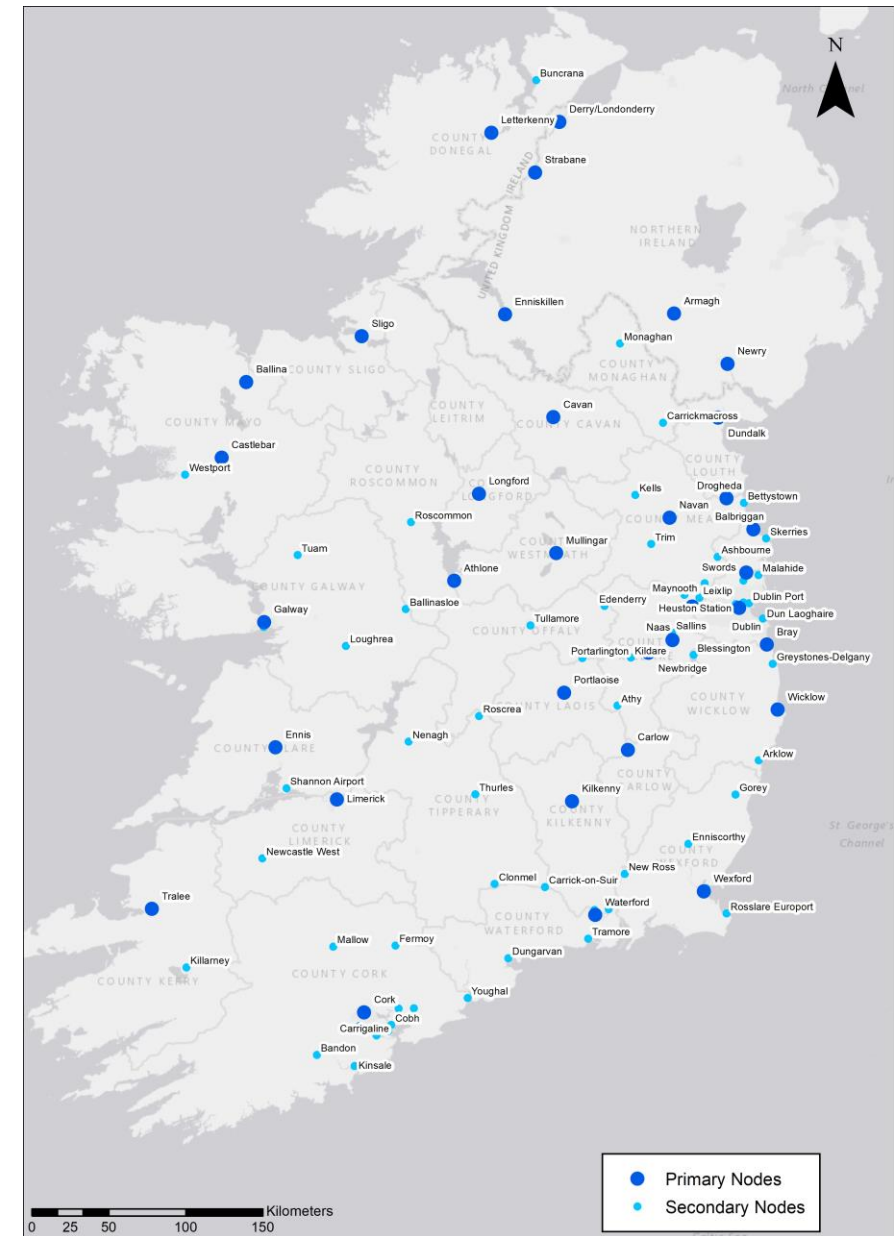 N
Buncrana
North Channel
Derry/Londonderry
Letterkenny
COUNTY
DONEGAL
Strabane
UNITED KINGDOM
IRELAND
NORTHERN
IRELAND
Enniskillen
Armagh
Sligo
Monaghan
COUNTY
MONAGHAN
Newry
Ballina
COUNTY SLIGO
COUNTY
LEITRIM
Cavan
COUNTY CAVAN
Carrickmacross
Dundalk
COUNTY MAYO
Castlebar
Westport
COUNTY
ROSCOMMON
COUNTY
LOUTH
Longford
LONGFORD
Kells
Drogheda
Bettystown
Roscommon
Navan
Balbriggan
Skerries
Tuam
Mullingar
WESTMEATH
Trim
Ashbourne
Athlone
Swords
Malahide
COUNTY GALWAY
Maynooth
Leixlip
Dublin Port
Ballinasloe
Edenderry
Heuston Station
Dun Laoghaire
Galway
Tullamore
COUNTY OFFALY
Naas
Sallins
Dublin
Bray
Loughrea
Portarlington
Kildare
Blessington
Greystones-Delgany
Newbridge
Portlaoise
COUNTY LAOIS
COUNTY
WICKLOW
Athy
Wicklow
Roscrea
Ennis
COUNTY CLARE
Nenagh
Carlow
Arklow
Shannon Airport
COUNTY
CARLOW
Limerick
Thurles
COUNTY
TIPPERARY
Kilkenny
COUNTY
KILKENNY
Gorey
St. George's
Channel
COUNTY
LIMERICK
Enniscorthy
COUNTY
WEXFORD
Newcastle West
New Ross
Clonmel
Carrick-on-Suir
Wexford
Tralee
Waterford
Rosslare Europort
COUNTY
WATERFORD
Tramore
Mallow
Fermoy
Dungarvan
Killarney
COUNTY KERRY
COUNTY CORK
Youghal
Cork
Cobh
Carrigaline
Bandon
Kinsale
Primary Nodes
Secondary Nodes
Kilometers
0 25 50 100 150